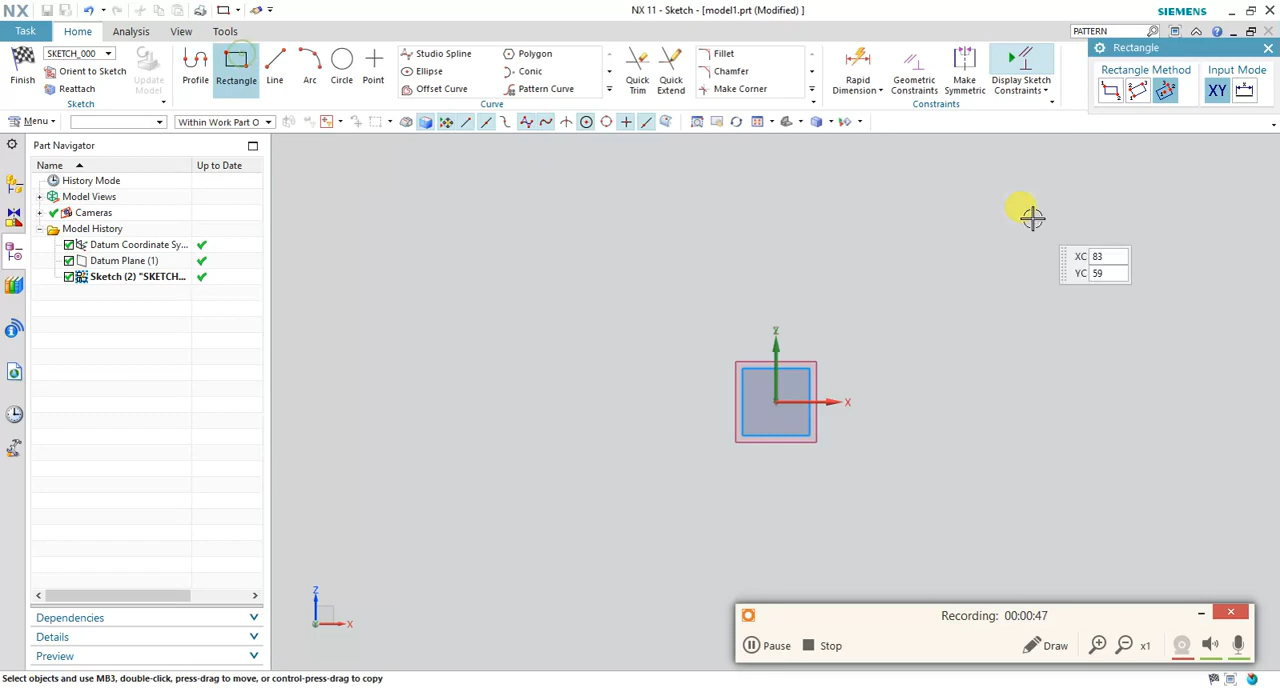 NX
NX 11 - Sketch - [model1.prt (Modified) ]
SIEMENS
Task
Home
Analysis
View
Tools
PATTERN
Finish
SKETCH_000
Orient to Sketch
Reattach
Update
Model
Sketch
Profile
Rectangle
Line
Arc
Circle
Point
Studio Spline
Ellipse
Offset Curve
Polygon
Conic
Pattern Curve
Curve
Quick
Trim
Quick
Extend
Fillet
Chamfer
Make Corner
Rapid
Dimension
Geometric
Constraints
Make
Symmetric
Display Sketch
Constraints
Constraints
Rectangle
Rectangle Method
Input Mode
XY
Menu
Within Work Part O
Part Navigator
Name
Up to Date
History Mode
Model Views
Cameras
Model History
Datum Coordinate Sy...
Datum Plane (1)
Sketch (2) "SKETCH...
XC 83
YC 59
Z
X
Z
X
Dependencies
Details
Preview
Recording: 00:00:47
Pause
Stop
Draw
x1
Select objects and use MB3, double-click, press-drag to move, or control-press-drag to copy